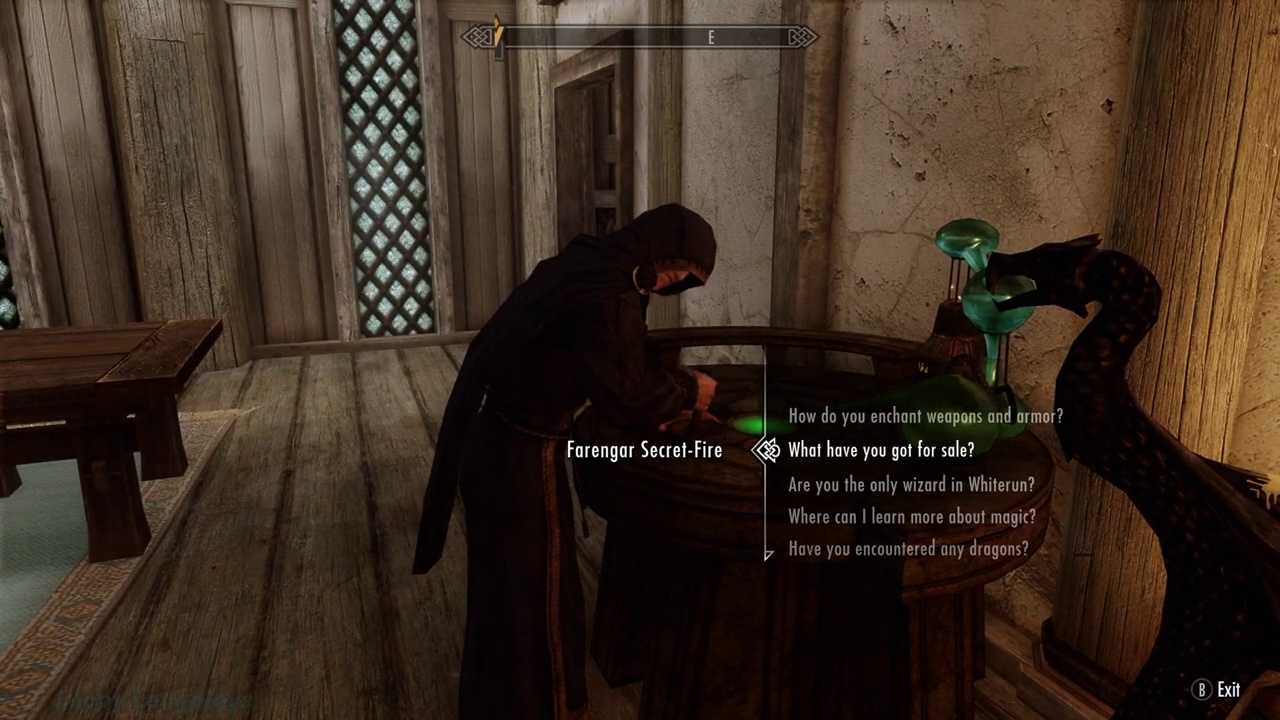 E
How do you enchant weapons and armor?
Farengar Secret-Fire
What have you got for sale?
Are you the only wizard in Whiterun?
Where can I learn more about magic?
Have you encountered any dragons?
B Exit